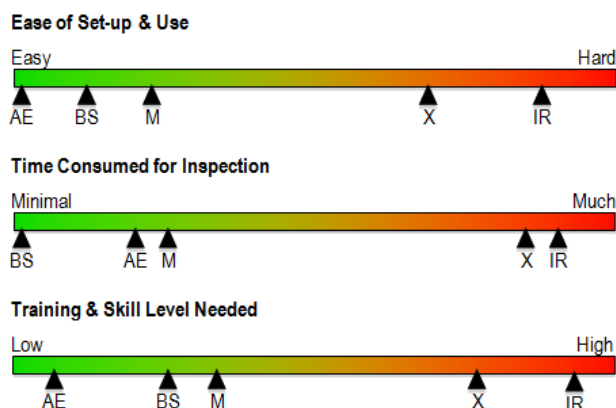 Ease of Set-up & Use
Easy Hard
AE BS M X IR
Time Consumed for Inspection
Minimal Much
BS AE M X IR
Training & Skill Level Needed
Low High
AE BS M X IR